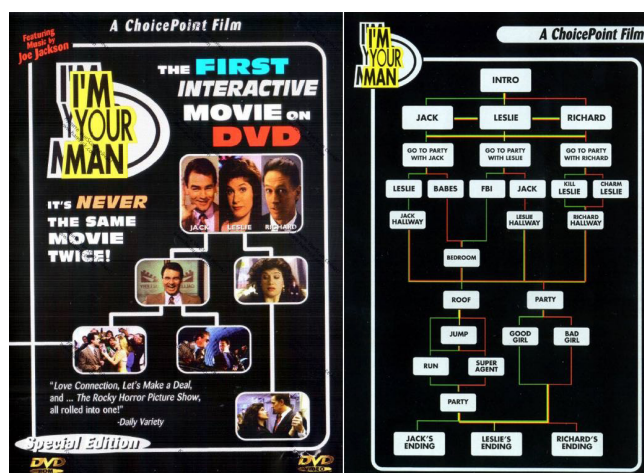 A ChoicePoint Film
Featuring
Music by
Joe Jackson
I'M
YOUR
MAN
THE FIRST
INTERACTIVE
MOVIE ON
DVD
IT'S NEVER
THE SAME
MOVIE
TWICE!
JACK LESLIE RICHARD
"Love Connection, Let's Make a Deal,
and ... The Rocky Horror Picture Show,
all rolled into one!"
-Daily Variety
Special Edition
DVD
ROM
DVD
VIDEO
A ChoicePoint Film
I'M
YOUR
MAN
INTRO
JACK LESLIE RICHARD
GO TO PARTY
WITH JACK
GO TO PARTY
WITH LESLIE
GO TO PARTY
WITH RICHARD
LESLIE BABES FBI JACK
KILL
LESLIE
CHARM
LESLIE
JACK
HALLWAY
LESLIE
HALLWAY
RICHARD
HALLWAY
BEDROOM
ROOF PARTY
JUMP
GOOD
GIRL
BAD
GIRL
RUN
SUPER
AGENT
PARTY
JACK'S
ENDING
LESLIE'S
ENDING
RICHARD'S
ENDING